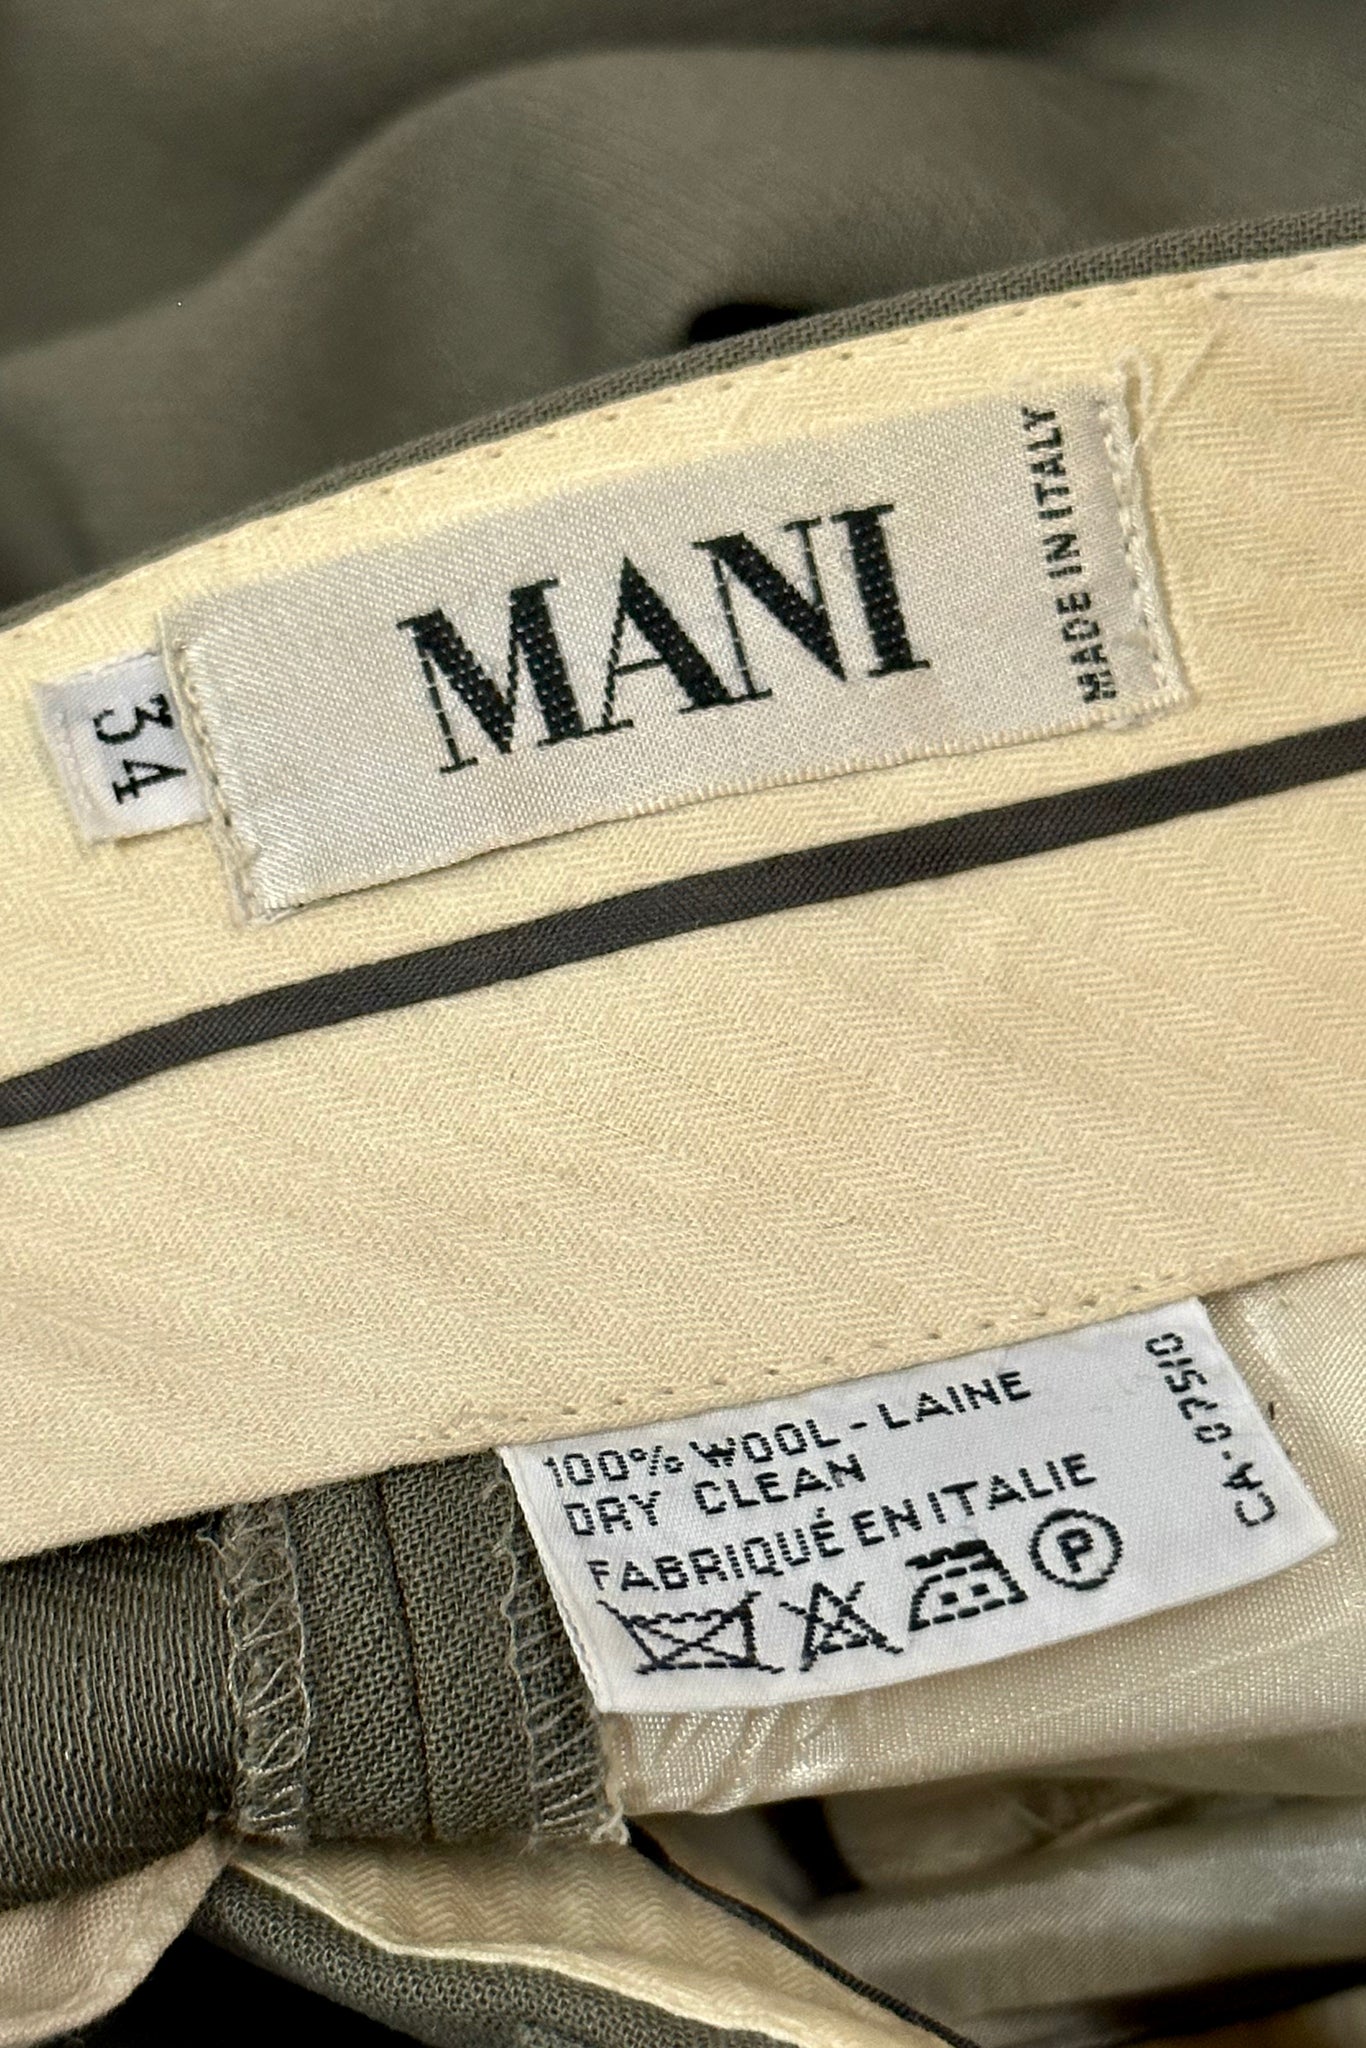 MANI
MADE IN ITALY
34
100% WOOL - LAINE
DRY CLEAN
FABRIQUÉ EN ITALIE
P
CA-07510